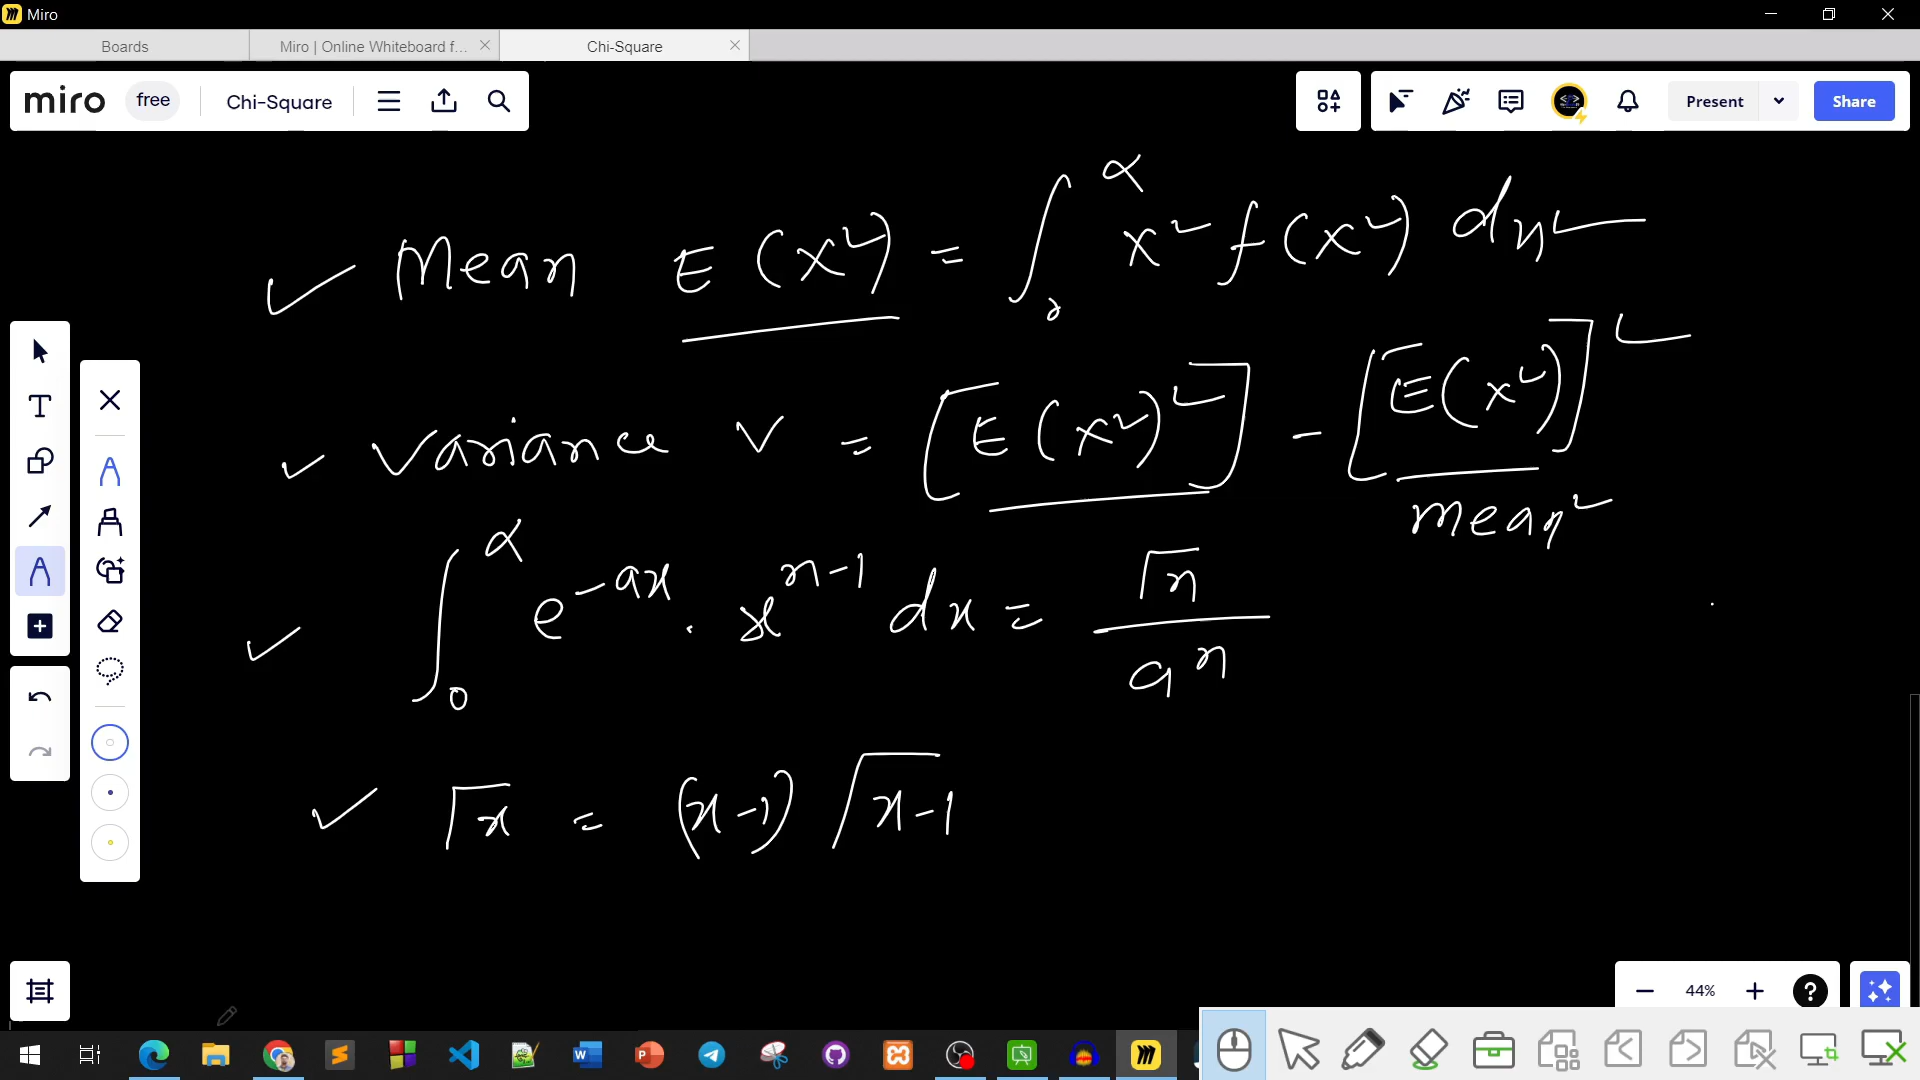 Miro
Boards
Miro | Online Whiteboard f...
Chi-Square
miro free Chi-Square
Present
Share
Mean E (x²) = ∫₀^α x² f(x²) dx²
Variance V = [E(x²)²] - [E(x²)]²
mean²
∫₀^α e^{-ax} . x^{n-1} dx = Γn / a^n
Γx = (x-1) Γx-1
44%